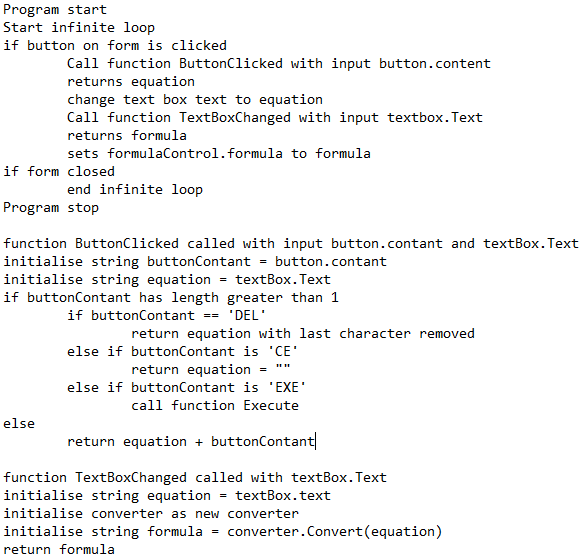 Program start
Start infinite loop
if button on form is clicked
Call function ButtonClicked with input button.content
returns equation
change text box text to equation
Call function TextBoxChanged with input textbox.Text
returns formula
sets formulaControl.formula to formula
if form closed
end infinite loop
Program stop
function ButtonClicked called with input button.contant and textBox.Text
initialise string buttonContant = button.contant
initialise string equation = textBox.Text
if buttonContant has length greater than 1
if buttonContant == 'DEL'
return equation with last character removed
else if buttonContant is 'CE'
return equation = ""
else if buttonContant is 'EXE'
call function Execute
else
return equation + buttonContant
function TextBoxChanged called with textBox.Text
initialise string equation = textBox.text
initialise converter as new converter
initialise string formula = converter.Convert(equation)
return formula